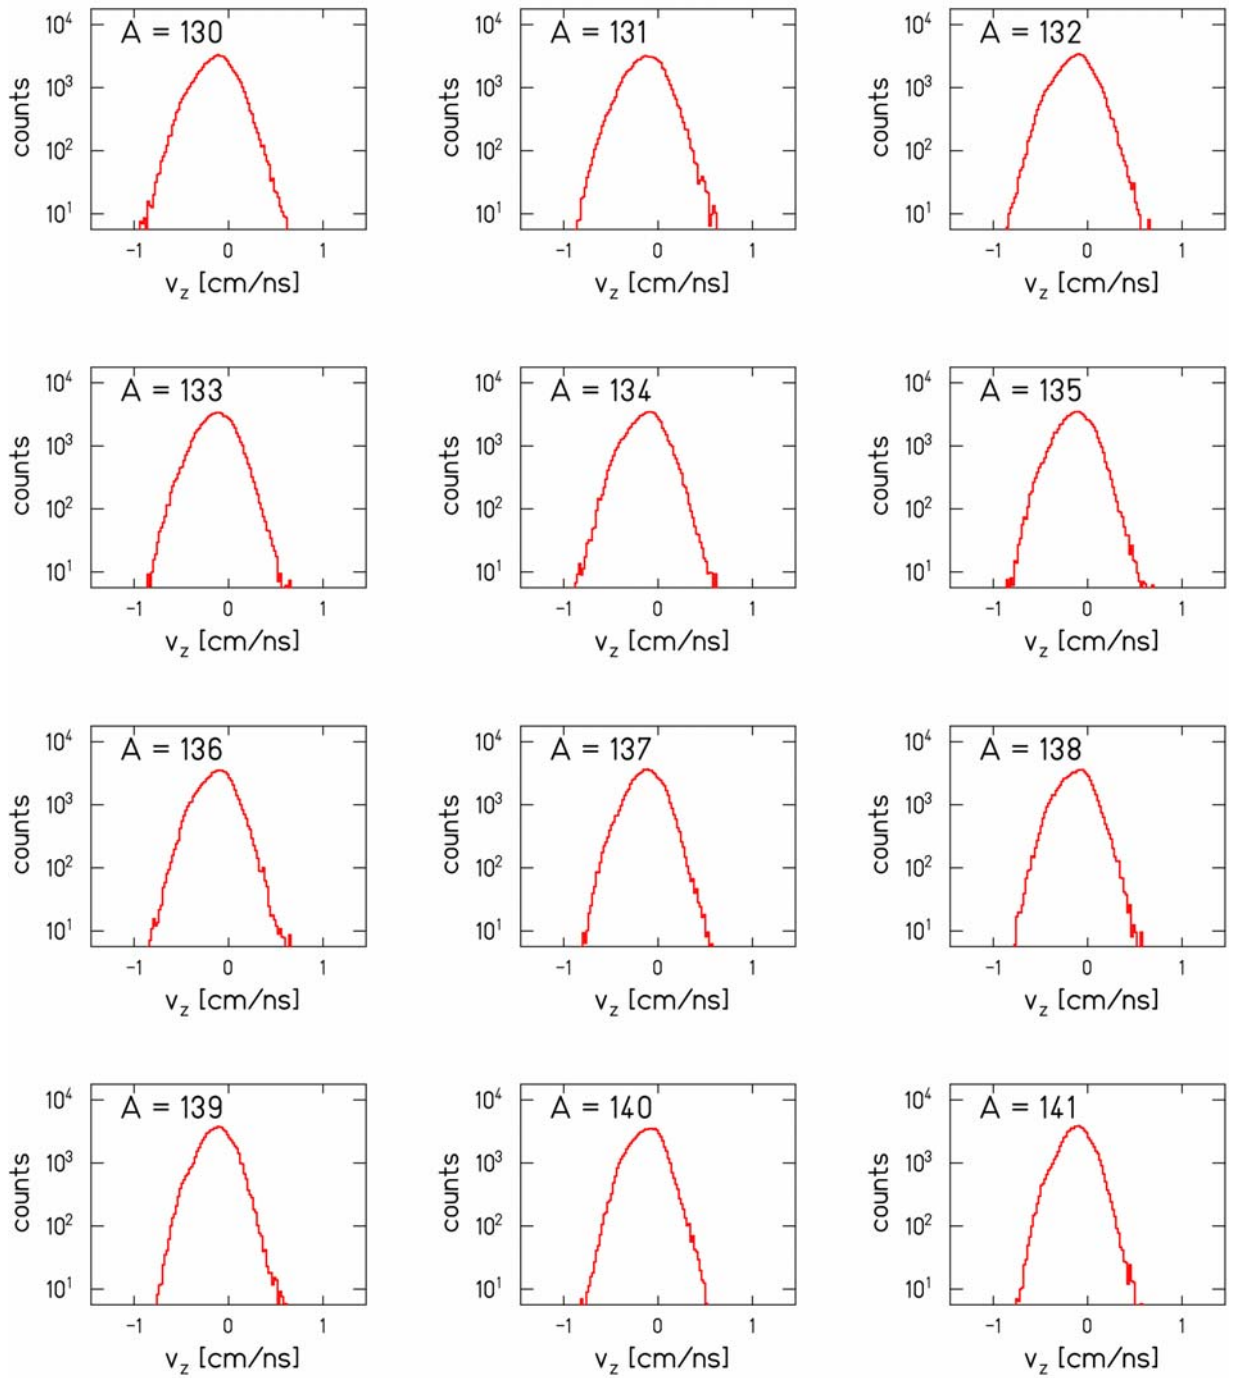 A = 130
A = 131
A = 132
10⁴
10³
10²
10¹
counts
-1 0 1
v_z [cm/ns]
10⁴
10³
10²
10¹
counts
-1 0 1
v_z [cm/ns]
10⁴
10³
10²
10¹
counts
-1 0 1
v_z [cm/ns]
A = 133
A = 134
A = 135
10⁴
10³
10²
10¹
counts
-1 0 1
v_z [cm/ns]
10⁴
10³
10²
10¹
counts
-1 0 1
v_z [cm/ns]
10⁴
10³
10²
10¹
counts
-1 0 1
v_z [cm/ns]
A = 136
A = 137
A = 138
10⁴
10³
10²
10¹
counts
-1 0 1
v_z [cm/ns]
10⁴
10³
10²
10¹
counts
-1 0 1
v_z [cm/ns]
10⁴
10³
10²
10¹
counts
-1 0 1
v_z [cm/ns]
A = 139
A = 140
A = 141
10⁴
10³
10²
10¹
counts
-1 0 1
v_z [cm/ns]
10⁴
10³
10²
10¹
counts
-1 0 1
v_z [cm/ns]
10⁴
10³
10²
10¹
counts
-1 0 1
v_z [cm/ns]